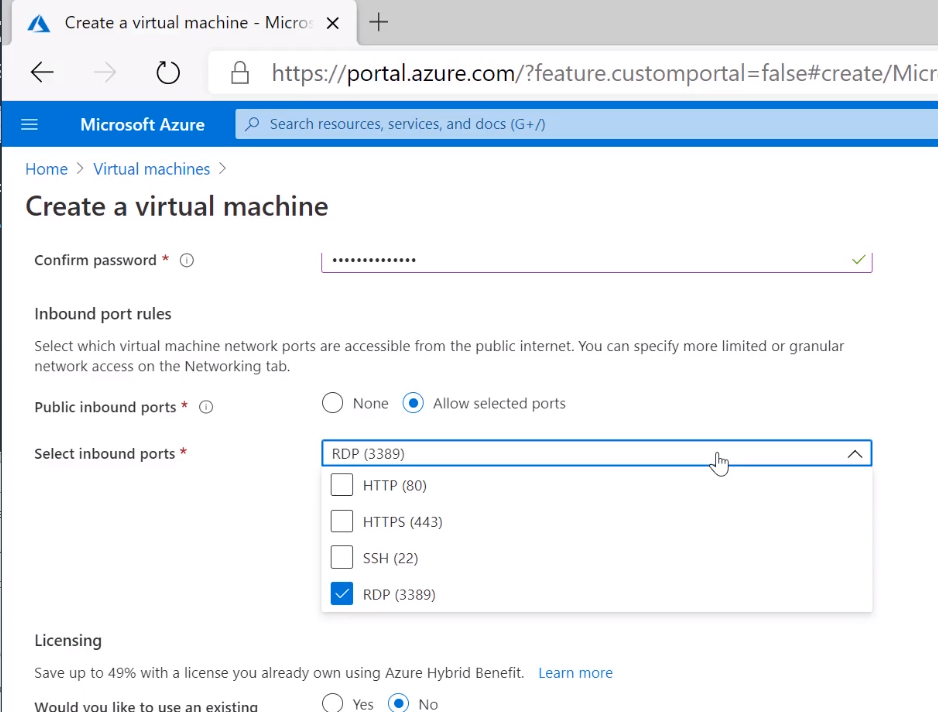 Create a virtual machine - Micros
https://portal.azure.com/?feature.customportal=false#create/Micr
Microsoft Azure
Search resources, services, and docs (G+/)
Home > Virtual machines >
Create a virtual machine
Confirm password *
Inbound port rules
Select which virtual machine network ports are accessible from the public internet. You can specify more limited or granular
network access on the Networking tab.
Public inbound ports *
None
Allow selected ports
Select inbound ports *
RDP (3389)
HTTP (80)
HTTPS (443)
SSH (22)
RDP (3389)
Licensing
Save up to 49% with a license you already own using Azure Hybrid Benefit. Learn more
Would you like to use an existing
Yes
No